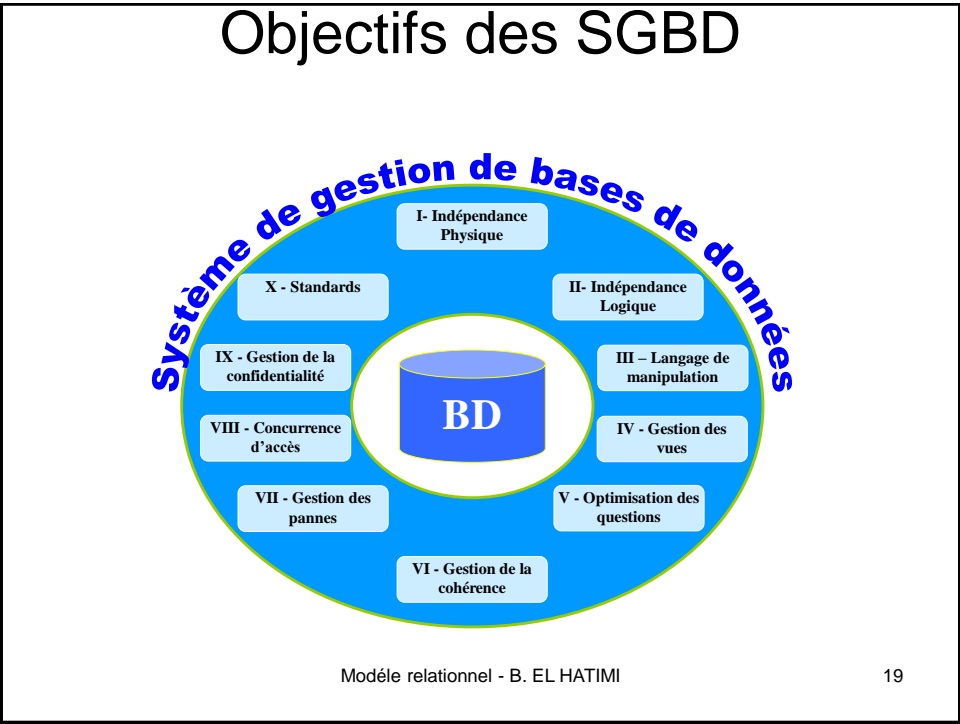 Objectifs des SGBD
Système de gestion de bases de données
I- Indépendance
Physique
II- Indépendance
Logique
III – Langage de
manipulation
IV - Gestion des
vues
V - Optimisation des
questions
VI - Gestion de la
cohérence
VII - Gestion des
pannes
VIII - Concurrence
d'accès
IX - Gestion de la
confidentialité
X - Standards
BD
Modéle relationnel - B. EL HATIMI
19